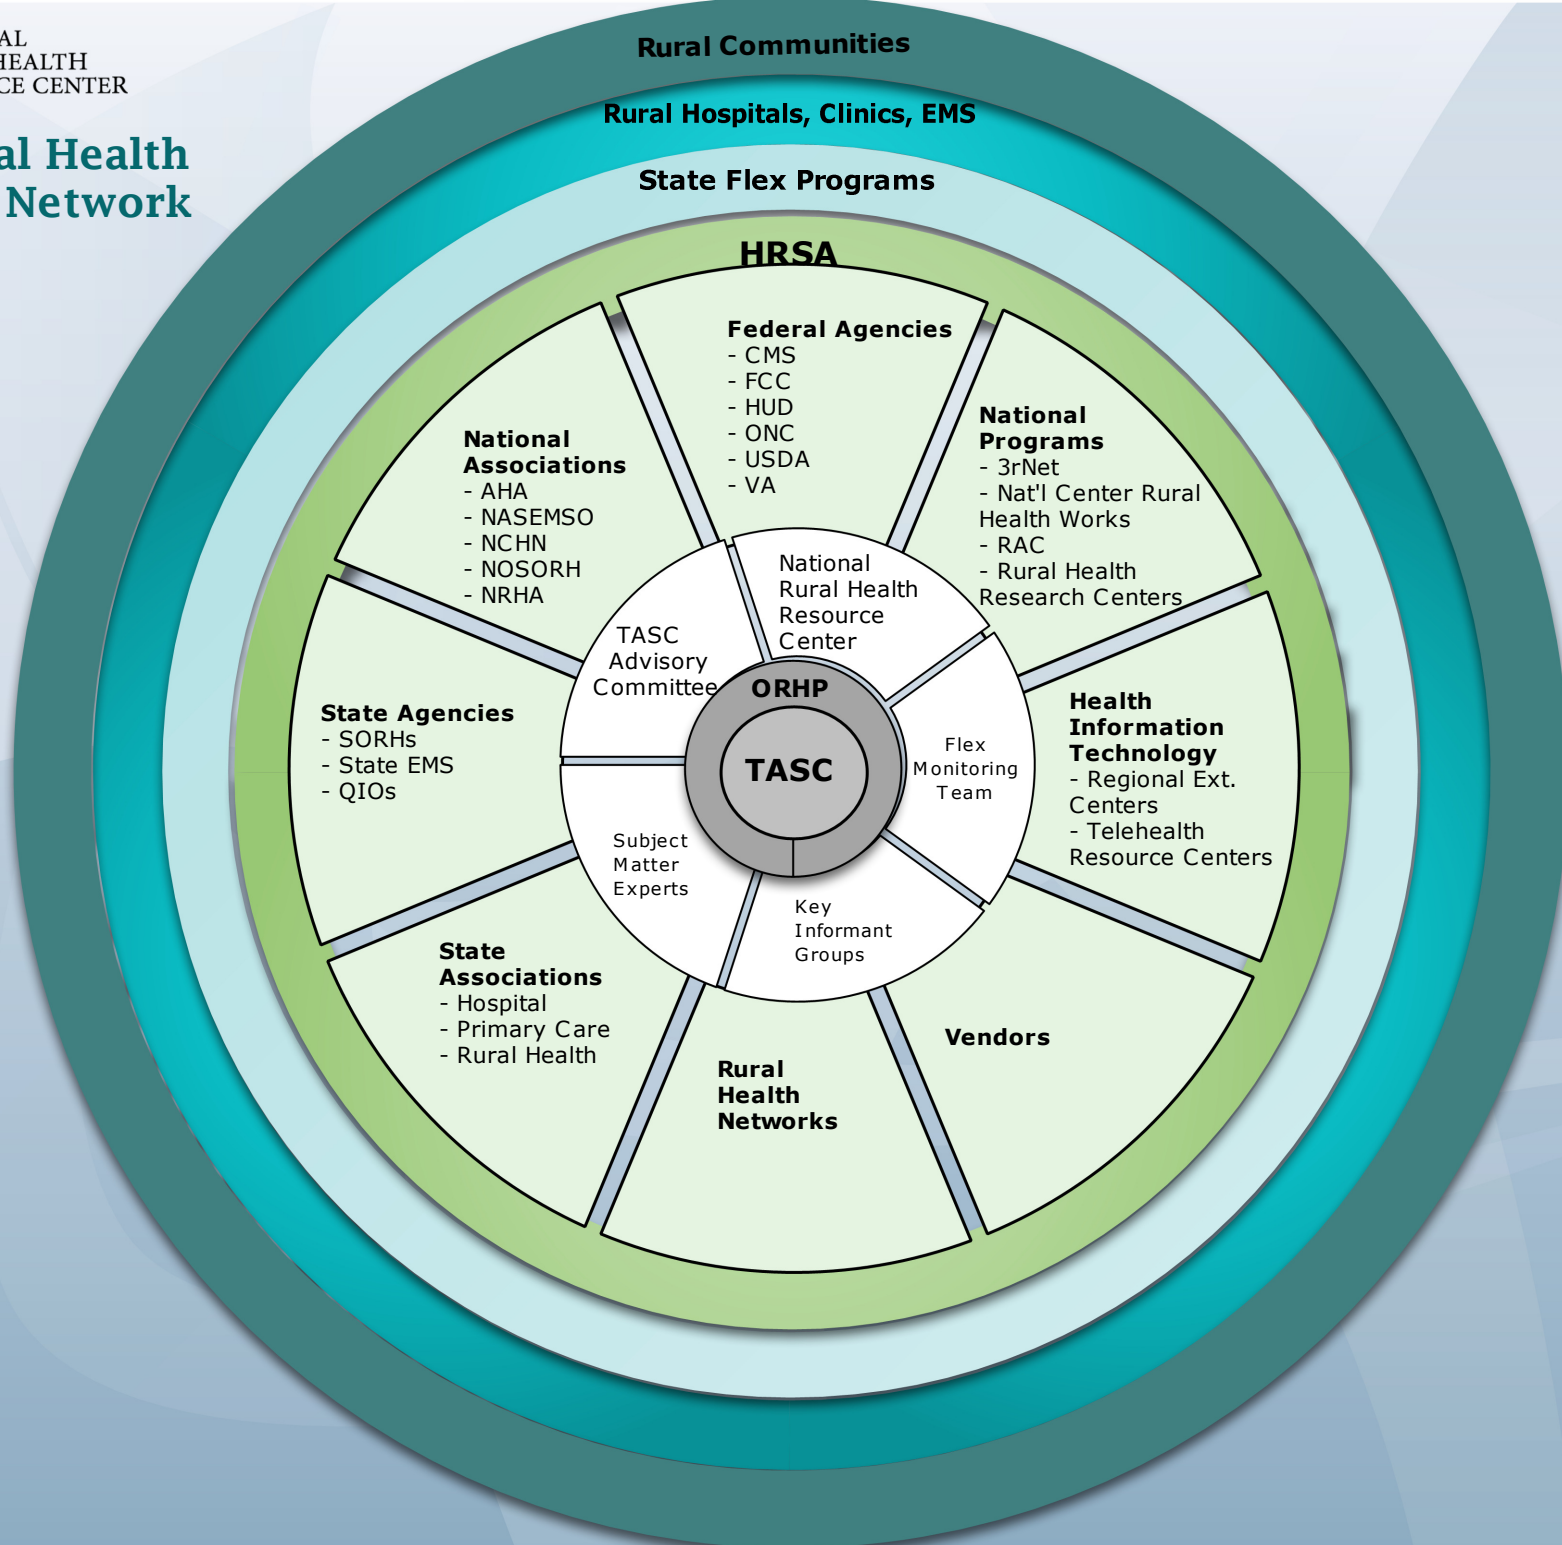 AL
HEALTH
CE CENTER
al Health
Network
Rural Communities
Rural Hospitals, Clinics, EMS
State Flex Programs
HRSA
Federal Agencies
- CMS
- FCC
- HUD
- ONC
- USDA
- VA
National
Programs
- 3rNet
- Nat'l Center Rural
Health Works
- RAC
- Rural Health
Research Centers
National
Associations
- AHA
- NASEMSO
- NCHN
- NOSORH
- NRHA
National
Rural Health
Resource
Center
TASC
Advisory
Committee
ORHP
TASC
Flex
Monitoring
Team
Health
Information
Technology
- Regional Ext.
Centers
- Telehealth
Resource Centers
State Agencies
- SORHs
- State EMS
- QIOs
Subject
Matter
Experts
Key
Informant
Groups
State
Associations
- Hospital
- Primary Care
- Rural Health
Rural
Health
Networks
Vendors